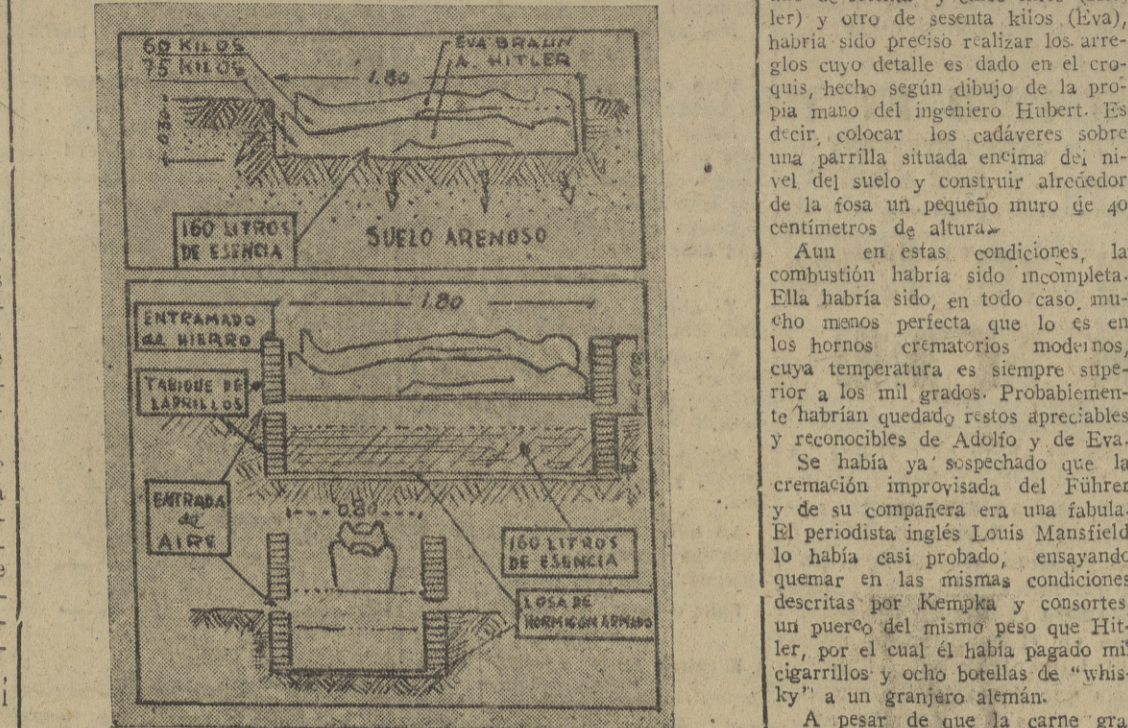 60 KILOS
75 KILOS
1.80
EVA BRAUN
A. HITLER
0.30
160 LITROS
DE ESENCIA
SUELO ARENOSO
1.80
ENTRAMADO
de HIERRO
TABIQUE DE
LADRILLOS
ENTRADA
de
AIRE
0.80
160 LITROS
DE ESENCIA
LOSA DE
HORMIGON ARMADO
ler) y otro de sesenta kilos (Eva),
habría sido preciso realizar los arre-
glos cuyo detalle es dado en el cro-
quis, hecho según dibujo de la pro-
pia mano del ingeniero Hubert. Es
decir, colocar los cadáveres sobre
una parrilla situada encima del ni-
vel del suelo y construir alrededor
de la fosa un pequeño muro de 40
centímetros de altura»
Aun en estas condiciones, la
combustión habría sido incompleta.
Ella habría sido, en todo caso, mu-
cho menos perfecta que lo es en
los hornos crematorios modernos,
cuya temperatura es siempre supe-
rior a los mil grados. Probablemen-
te habrían quedado restos apreciables
y reconocibles de Adolfo y de Eva.
Se había ya sospechado que la
cremación improvisada del Führer
y de su compañera era una fabula.
El periodista inglés Louis Mansfield
lo había casi probado, ensayando
quemar en las mismas condiciones
descritas por Kempka y consortes
un puerco del mismo peso que Hit-
ler, por el cual él había pagado mil
cigarrillos y ocho botellas de "whis-
ky" a un granjero alemán.
A pesar de que la carne gra